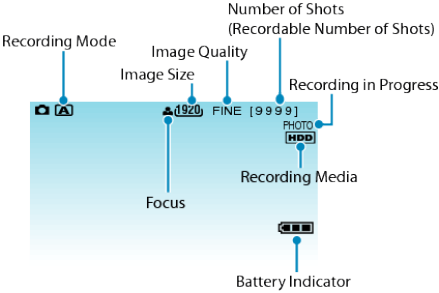 Number of Shots
(Recordable Number of Shots)
Recording Mode
Image Quality
Image Size
Recording in Progress
A
1920
FINE
[9999]
PHOTO
HDD
Recording Media
Focus
Battery Indicator